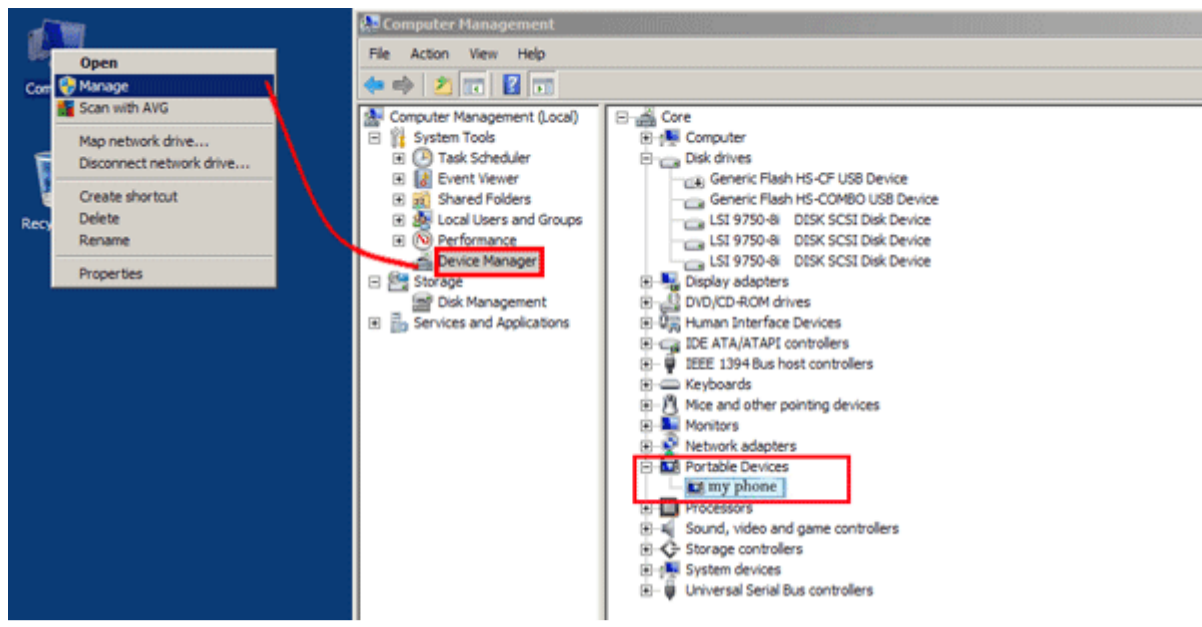 Com
Recy
Open
Manage
Scan with AVG
Map network drive...
Disconnect network drive...
Create shortcut
Delete
Rename
Properties
Computer Management
File Action View Help
Computer Management (Local)
System Tools
Task Scheduler
Event Viewer
Shared Folders
Local Users and Groups
Performance
Device Manager
Storage
Disk Management
Services and Applications
Core
Computer
Disk drives
Generic Flash HS-CF USB Device
Generic Flash HS-COMBO USB Device
LSI 9750-8i DISK SCSI Disk Device
LSI 9750-8i DISK SCSI Disk Device
LSI 9750-8i DISK SCSI Disk Device
Display adapters
DVD/CD-ROM drives
Human Interface Devices
IDE ATA/ATAPI controllers
IEEE 1394 Bus host controllers
Keyboards
Mice and other pointing devices
Monitors
Network adapters
Portable Devices
my phone
Processors
Sound, video and game controllers
Storage controllers
System devices
Universal Serial Bus controllers